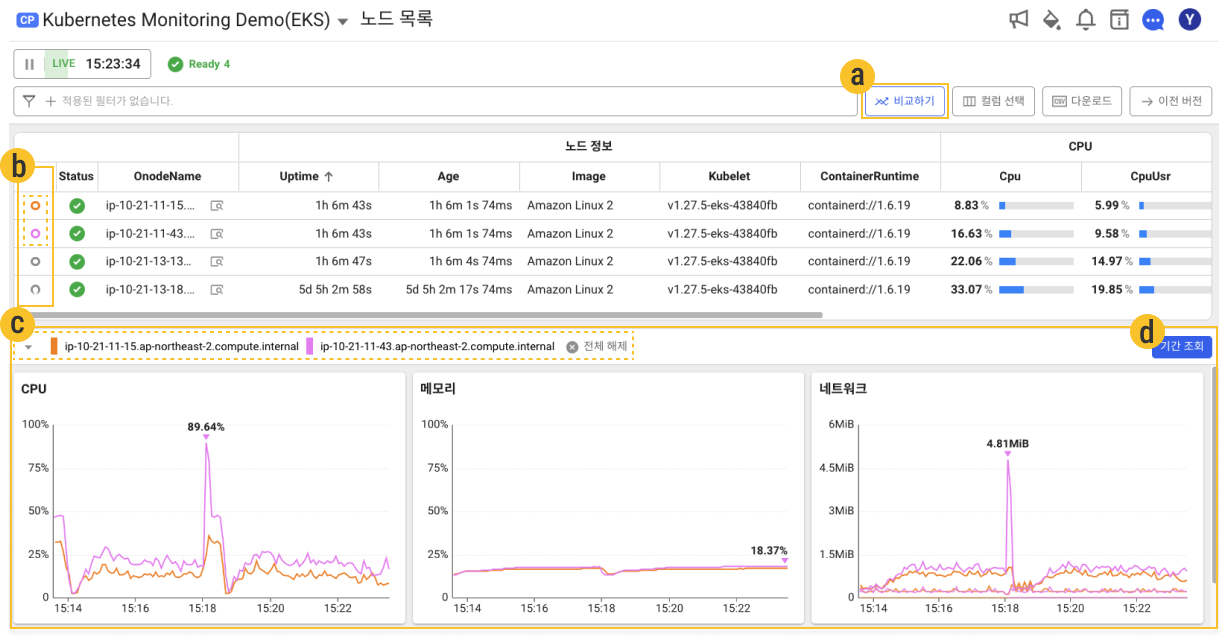 CP Kubernetes Monitoring Demo(EKS) 노드 목록
Y
LIVE 15:23:34 Ready 4
a
적용된 필터가 없습니다. 비교하기 컬럼 선택 CSV 다운로드 이전 버전
노드 정보 CPU
b
Status OnodeName Uptime Age Image Kubelet ContainerRuntime Cpu CpuUsr
ip-10-21-11-15.... 1h 6m 43s 1h 6m 1s 74ms Amazon Linux 2 v1.27.5-eks-43840fb containerd://1.6.19 8.83 % 5.99 %
ip-10-21-11-43.... 1h 6m 43s 1h 6m 1s 74ms Amazon Linux 2 v1.27.5-eks-43840fb containerd://1.6.19 16.63 % 9.58 %
ip-10-21-13-13... 1h 6m 47s 1h 6m 4s 74ms Amazon Linux 2 v1.27.5-eks-43840fb containerd://1.6.19 22.06 % 14.97 %
ip-10-21-13-18.... 5d 5h 2m 58s 5d 5h 2m 17s 74ms Amazon Linux 2 v1.27.5-eks-43840fb containerd://1.6.19 33.07 % 19.85 %
c
d
ip-10-21-11-15.ap-northeast-2.compute.internal ip-10-21-11-43.ap-northeast-2.compute.internal 전체 해제 기간 조회
CPU
100%
75%
50%
25%
0
89.64%
15:14 15:16 15:18 15:20 15:22
메모리
100%
75%
50%
25%
0
18.37%
15:14 15:16 15:18 15:20 15:22
네트워크
6MiB
4.5MiB
3MiB
1.5MiB
0
4.81MiB
15:14 15:16 15:18 15:20 15:22